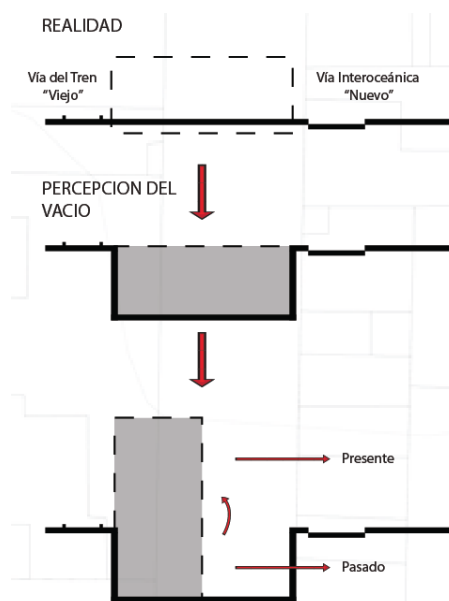 REALIDAD
Vía del Tren
"Viejo"
Vía Interoceánica
"Nuevo"
PERCEPCION DEL
VACIO
Presente
Pasado